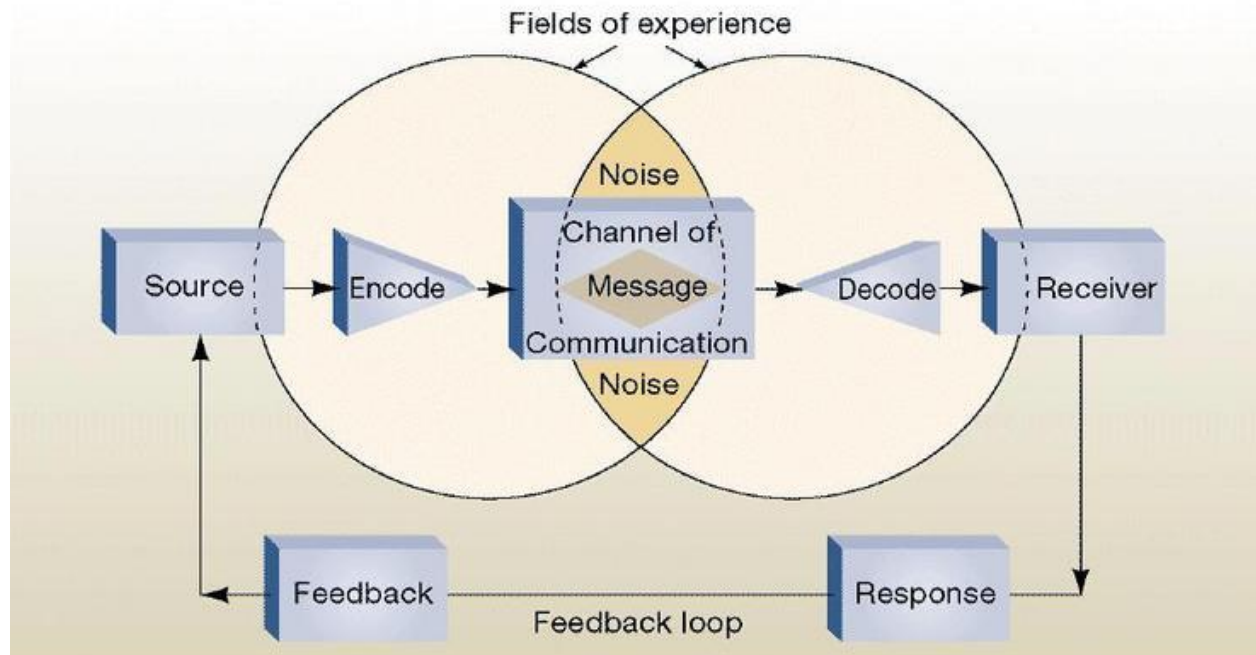 Fields of experience
Noise
Channel of
Source
Encode
Message
Decode
Receiver
Communication
Noise
Feedback
Response
Feedback loop